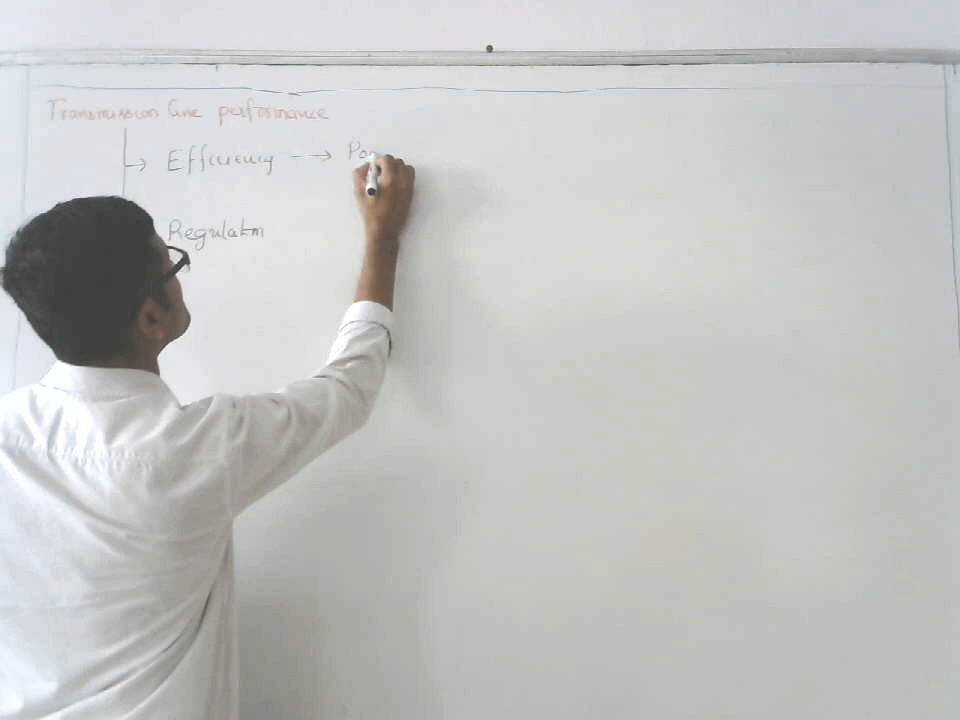 Transmission line performance
Efficiency → Po
Regulation